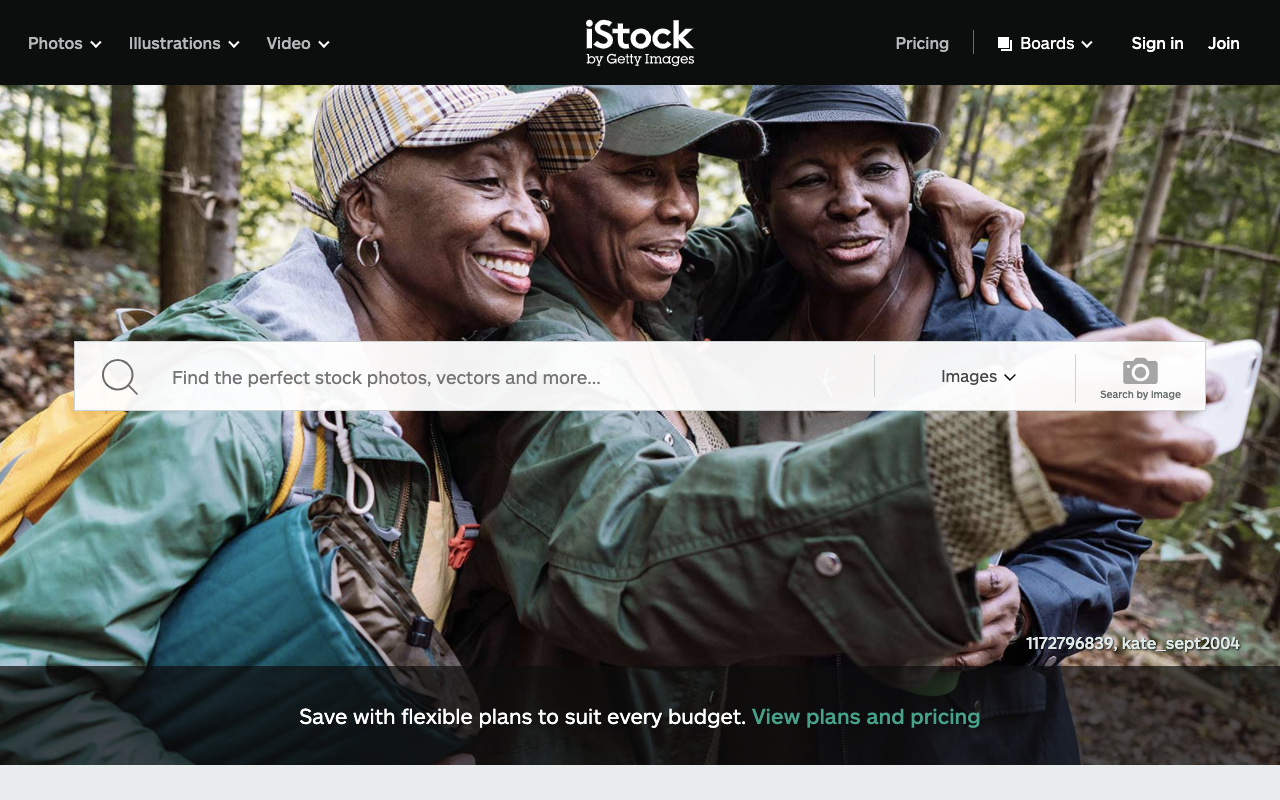 Photos
Illustrations
Video
iStock
by Getty Images
Pricing
Boards
Sign in
Join
Find the perfect stock photos, vectors and more...
Images
Search by image
1172796839, kate_sept2004
Save with flexible plans to suit every budget. View plans and pricing